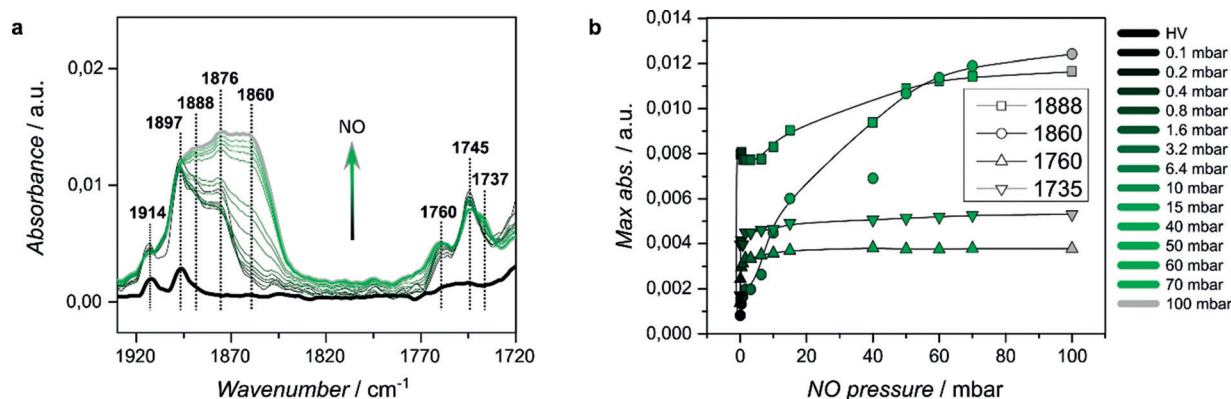 a
Absorbance / a.u.
0,02
0,01
0,00
1914
1897
1888
1876
1860
NO
1760
1745
1737
1920
1870
1820
1770
1720
Wavenumber / cm⁻¹
b
Max abs. / a.u.
0,014
0,012
0,010
0,008
0,006
0,004
0,002
0,000
1888
1860
1760
1735
0
20
40
60
80
100
NO pressure / mbar
HV
0.1 mbar
0.2 mbar
0.4 mbar
0.8 mbar
1.6 mbar
3.2 mbar
6.4 mbar
10 mbar
15 mbar
40 mbar
50 mbar
60 mbar
70 mbar
100 mbar